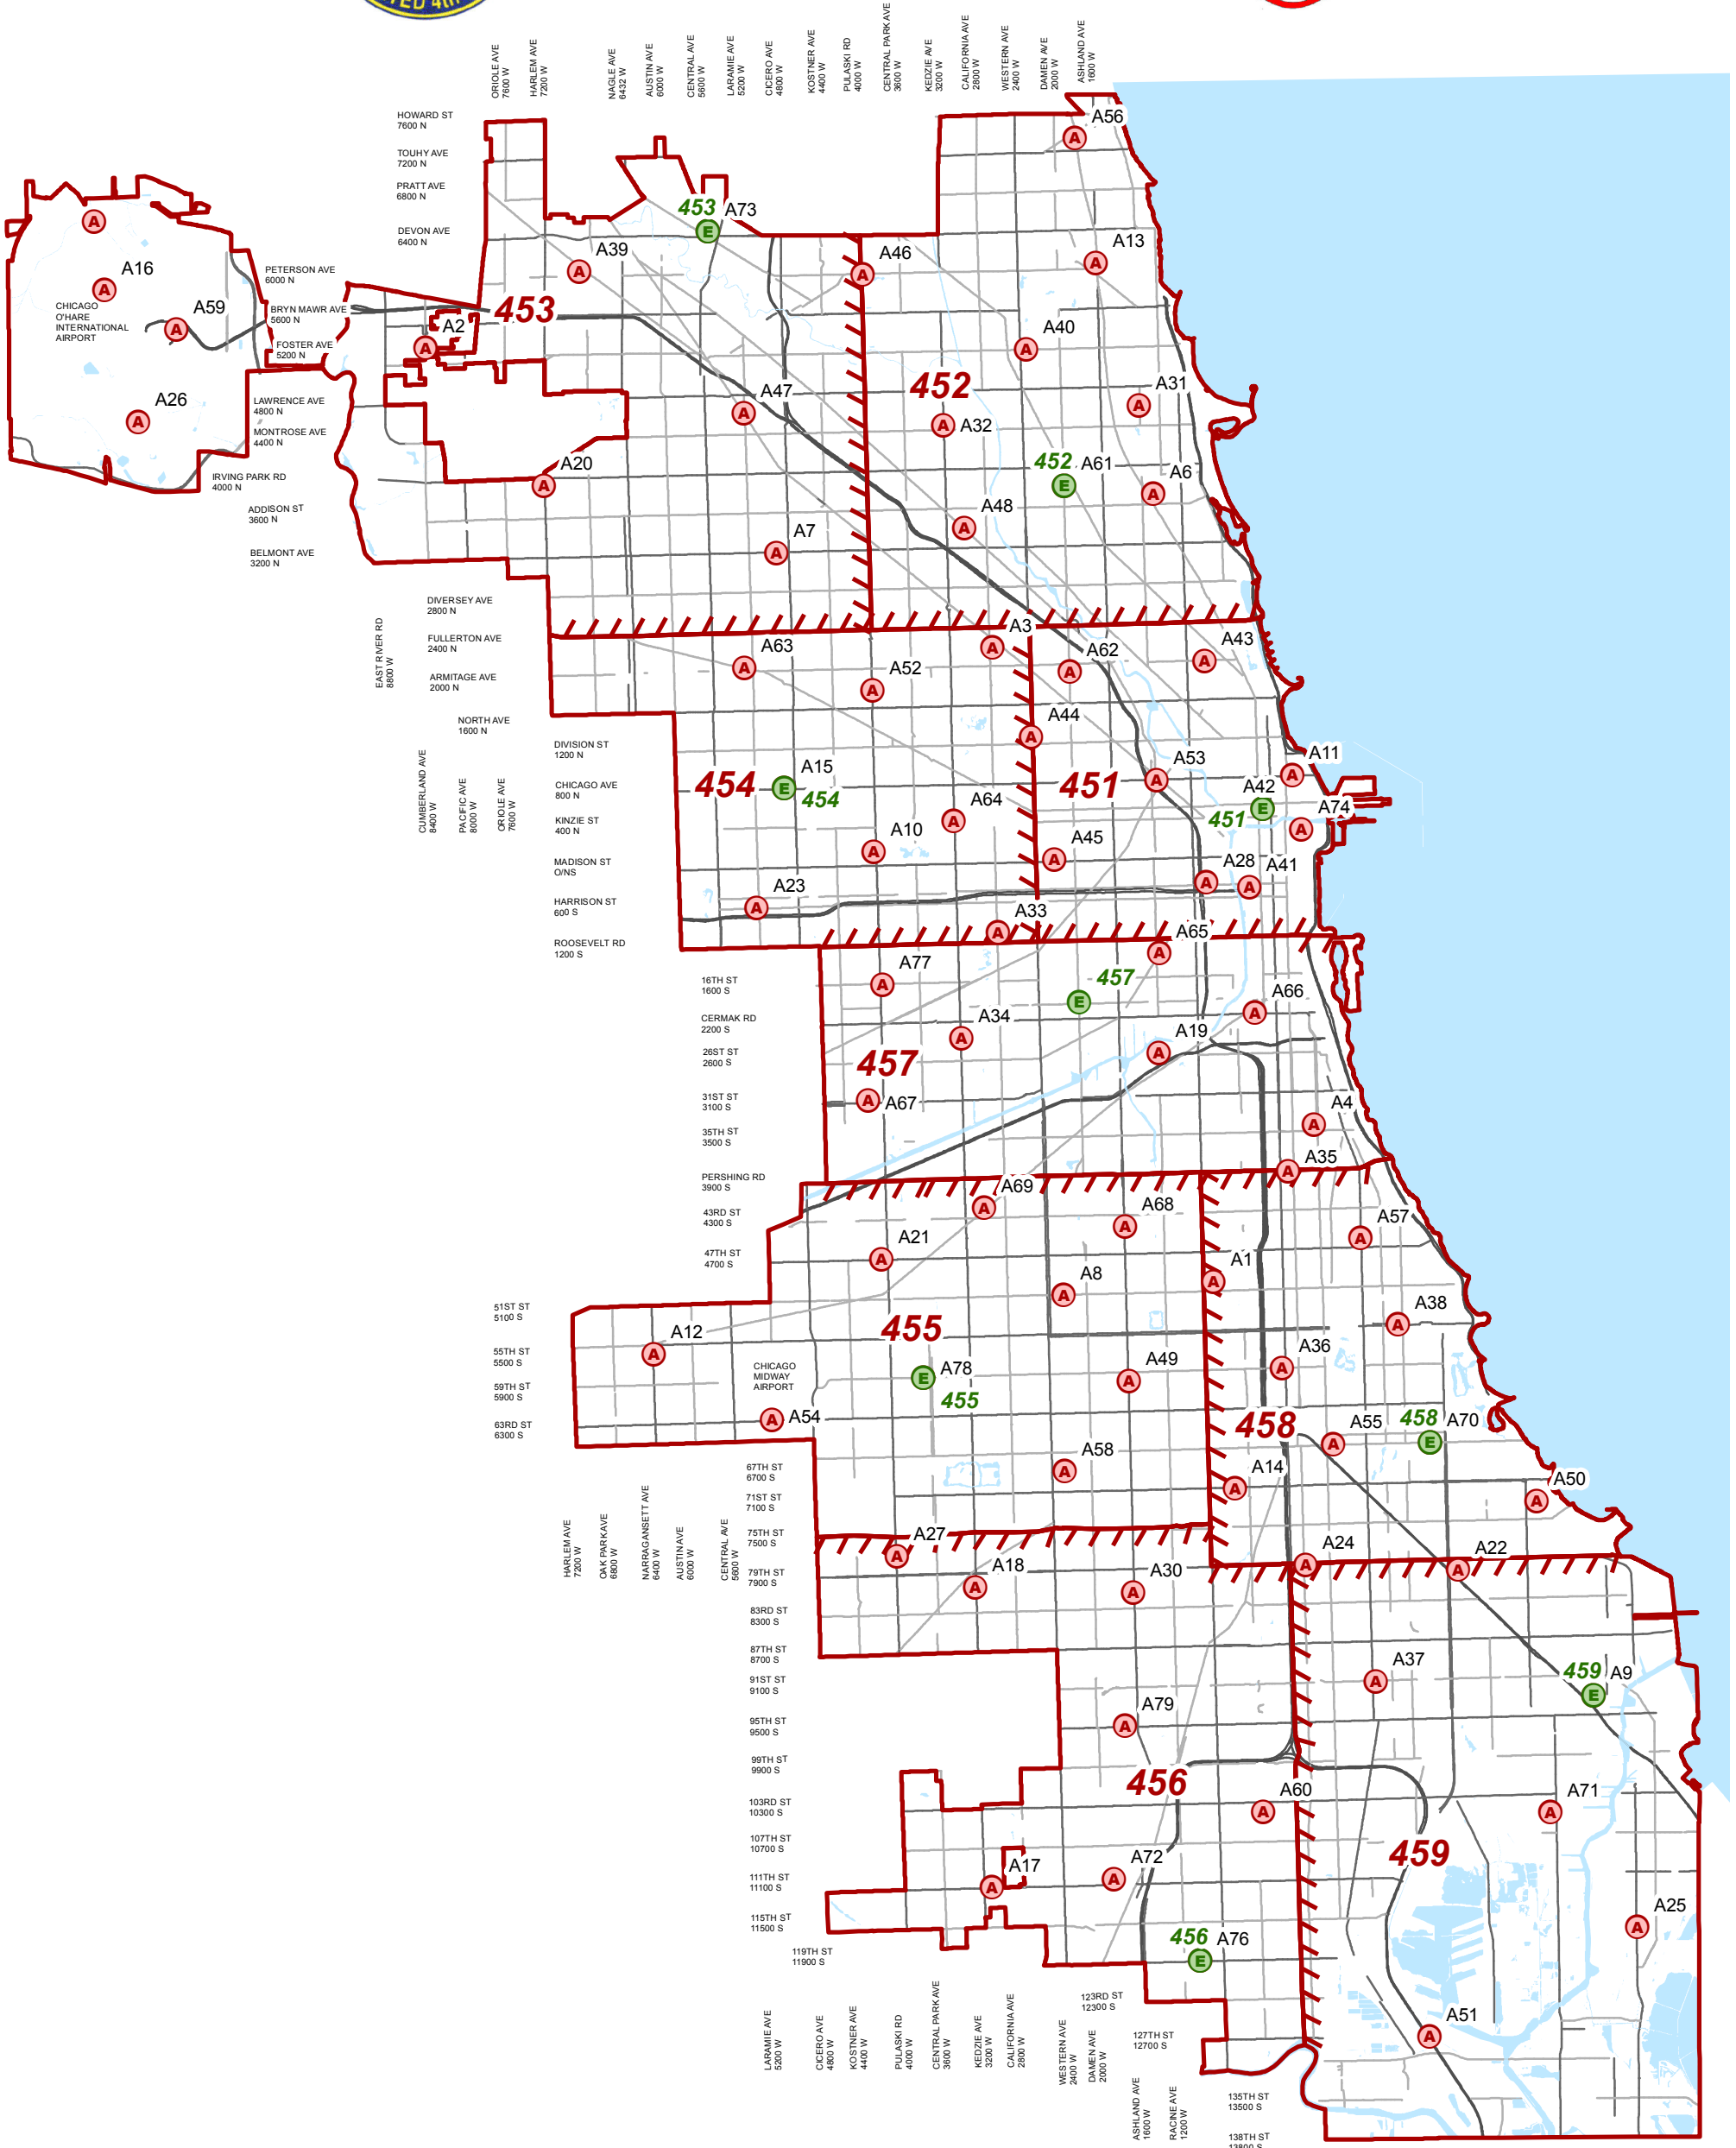 ITED 4th
ORIOLE AVE
7600 W
HARLEM AVE
7200 W
NAGLE AVE
6432 W
AUSTIN AVE
6000 W
CENTRAL AVE
5600 W
LARAMIE AVE
5200 W
CICERO AVE
4800 W
KOSTNER AVE
4400 W
PULASKI RD
4000 W
CENTRAL PARK AVE
3600 W
KEDZIE AVE
3200 W
CALIFORNIA AVE
2800 W
WESTERN AVE
2400 W
DAMEN AVE
2000 W
ASHLAND AVE
1600 W
HOWARD ST
7600 N
TOUHY AVE
7200 N
PRATT AVE
6800 N
DEVON AVE
6400 N
PETERSON AVE
6000 N
BRYN MAWR AVE
5600 N
FOSTER AVE
5200 N
LAWRENCE AVE
4800 N
MONTROSE AVE
4400 N
IRVING PARK RD
4000 N
ADDISON ST
3600 N
BELMONT AVE
3200 N
DIVERSEY AVE
2800 N
FULLERTON AVE
2400 N
ARMITAGE AVE
2000 N
NORTH AVE
1600 N
DIVISION ST
1200 N
CHICAGO AVE
800 N
KINZIE ST
400 N
MADISON ST
O/NS
HARRISON ST
600 S
ROOSEVELT RD
1200 S
EAST RIVER RD
8800 W
CUMBERLAND AVE
8400 W
PACIFIC AVE
8000 W
ORIOLE AVE
7600 W
CHICAGO
O'HARE
INTERNATIONAL
AIRPORT
A
A16
A
A59
A
A26
A
A56
A
453
A73
E
A39
A
453
A2
A
A46
A
A13
A
A40
A
452
A31
A
A47
A
A32
A
452
A61
E
A6
A
A20
A
A48
A
A7
A
A3
A
A63
A
A52
A
A62
A
A43
A
A44
A
454
A15
E
454
451
A53
A
A11
A
A42
E
451
A74
A
A64
A
A10
A
A45
A
A28
A
A41
A
A23
A
A33
A
A65
A
16TH ST
1600 S
CERMAK RD
2200 S
26ST ST
2600 S
31ST ST
3100 S
35TH ST
3500 S
PERSHING RD
3900 S
43RD ST
4300 S
47TH ST
4700 S
A77
A
457
E
A66
A
A34
A
A19
A
457
A67
A
A4
A
A35
A
A69
A
A68
A
A57
A
A21
A
A1
A
A8
A
51ST ST
5100 S
55TH ST
5500 S
59TH ST
5900 S
63RD ST
6300 S
A12
A
455
A38
A
A36
A
CHICAGO
MIDWAY
AIRPORT
A78
E
455
A49
A
A54
A
458
A55
A
458
A70
E
A58
A
A14
A
A50
A
67TH ST
6700 S
71ST ST
7100 S
75TH ST
7500 S
79TH ST
7900 S
83RD ST
8300 S
87TH ST
8700 S
91ST ST
9100 S
95TH ST
9500 S
99TH ST
9900 S
103RD ST
10300 S
107TH ST
10700 S
111TH ST
11100 S
115TH ST
11500 S
119TH ST
11900 S
HARLEM AVE
7200 W
OAK PARK AVE
6800 W
NARRAGANSETT AVE
6400 W
AUSTIN AVE
6000 W
CENTRAL AVE
5600 W
A27
A
A18
A
A30
A
A24
A
A22
A
A37
A
459
A9
E
A79
A
456
A60
A
A71
A
459
A17
A
A72
A
A25
A
456
A76
E
A51
A
LARAMIE AVE
5200 W
CICERO AVE
4800 W
KOSTNER AVE
4400 W
PULASKI RD
4000 W
CENTRAL PARK AVE
3600 W
KEDZIE AVE
3200 W
CALIFORNIA AVE
2800 W
WESTERN AVE
2400 W
DAMEN AVE
2000 W
ASHLAND AVE
1600 W
RACINE AVE
1200 W
123RD ST
12300 S
127TH ST
12700 S
135TH ST
13500 S
138TH ST
13800 S